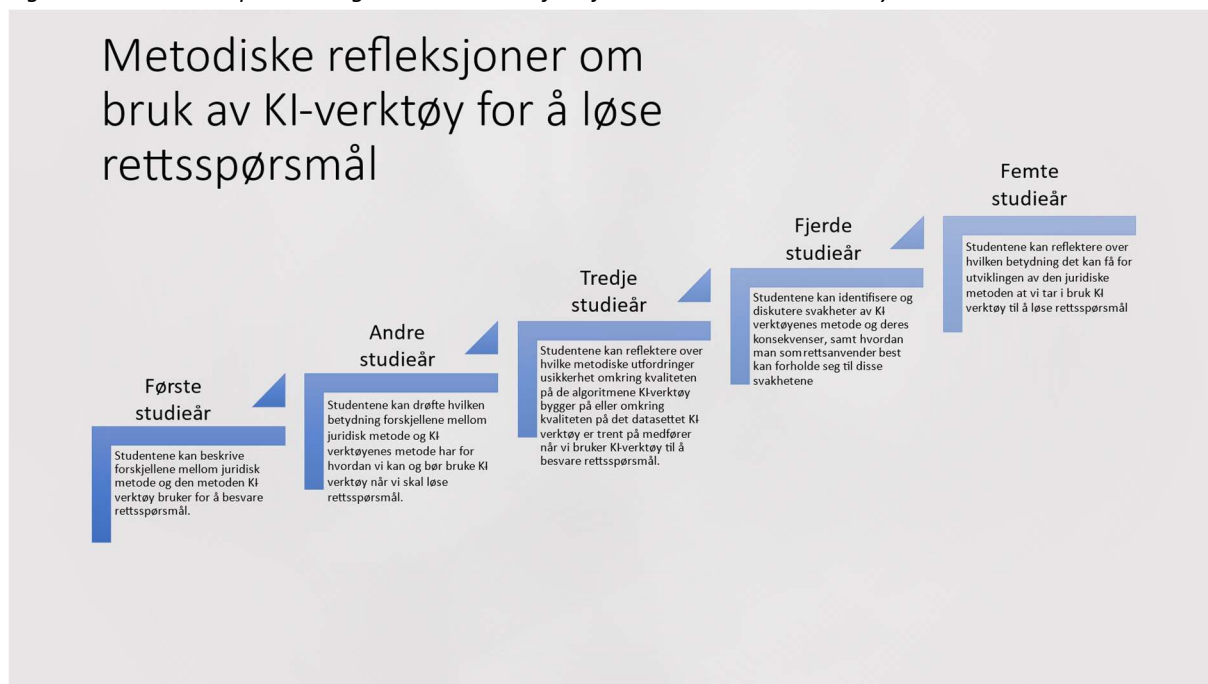 Metodiske refleksjoner om
bruk av KI-verktøy for å løse
rettsspørsmål
Første
studieår
Studentene kan beskrive
forskjellene mellom juridisk
metode og den metoden KI-
verktøy bruker for å besvare
rettsspørsmål.
Andre
studieår
Studentene kan drøfte hvilken
betydning forskjellene mellom
juridisk metode og KI-
verktøyenes metode har for
hvordan vi kan og bør bruke KI-
verktøy når vi skal løse
rettsspørsmål.
Tredje
studieår
Studentene kan reflektere over
hvilke metodiske utfordringer
usikkerhet omkring kvaliteten
på de algoritmene KI-verktøy
bygger på eller omkring
kvaliteten på det datasettet KI-
verktøy er trent på medfører
når vi bruker KI-verktøy til å
besvare rettsspørsmål.
Fjerde
studieår
Studentene kan identifisere og
diskutere svakheter av KI-
verktøyenes metode og deres
konsekvenser, samt hvordan
man som rettsanvender best
kan forholde seg til disse
svakhetene
Femte
studieår
Studentene kan reflektere over
hvilken betydning det kan få for
utviklingen av den juridiske
metoden at vi tar i bruk KI-
verktøy til å løse rettsspørsmål